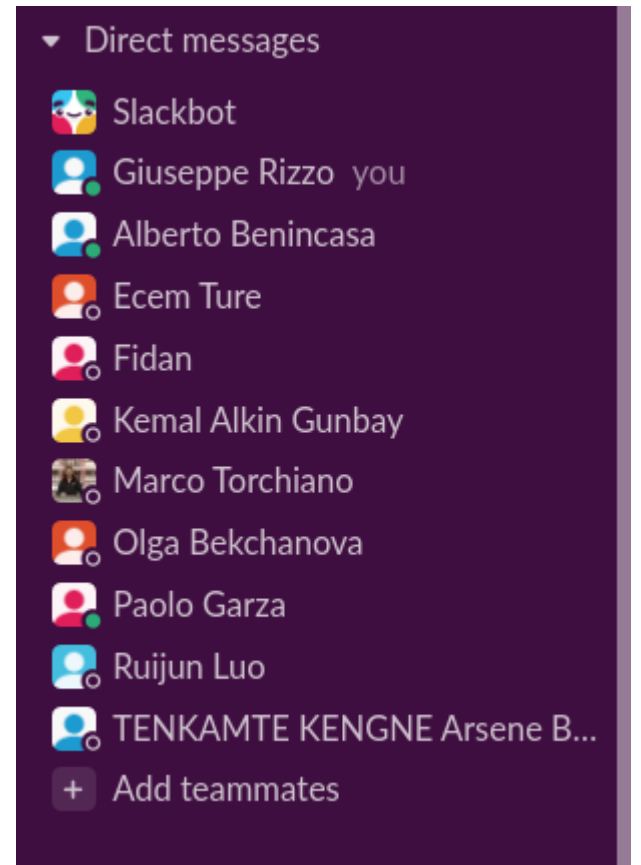 Direct messages
Slackbot
Giuseppe Rizzo you
Alberto Benincasa
Ecem Ture
Fidan
Kemal Alkin Gunbay
Marco Torchiano
Olga Bekchanova
Paolo Garza
Ruijun Luo
TENKAMTE KENGNE Arsene B...
+ Add teammates